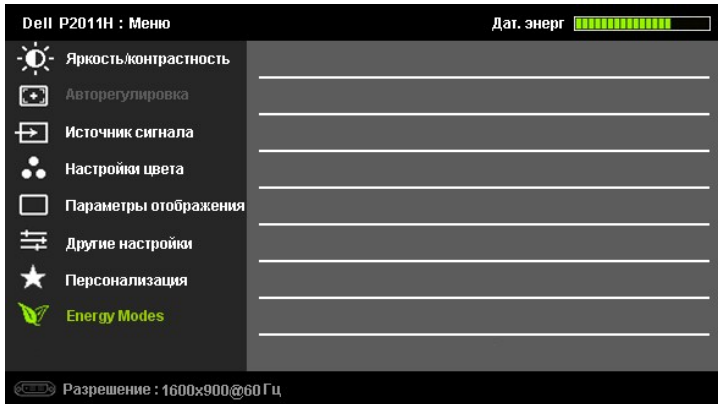 Dell P2011H : Меню Дат. энерг
Яркость/контрастность
Авторегулировка
Источник сигнала
Настройки цвета
Параметры отображения
Другие настройки
Персонализация
Energy Modes
Разрешение : 1600x900@60 Гц